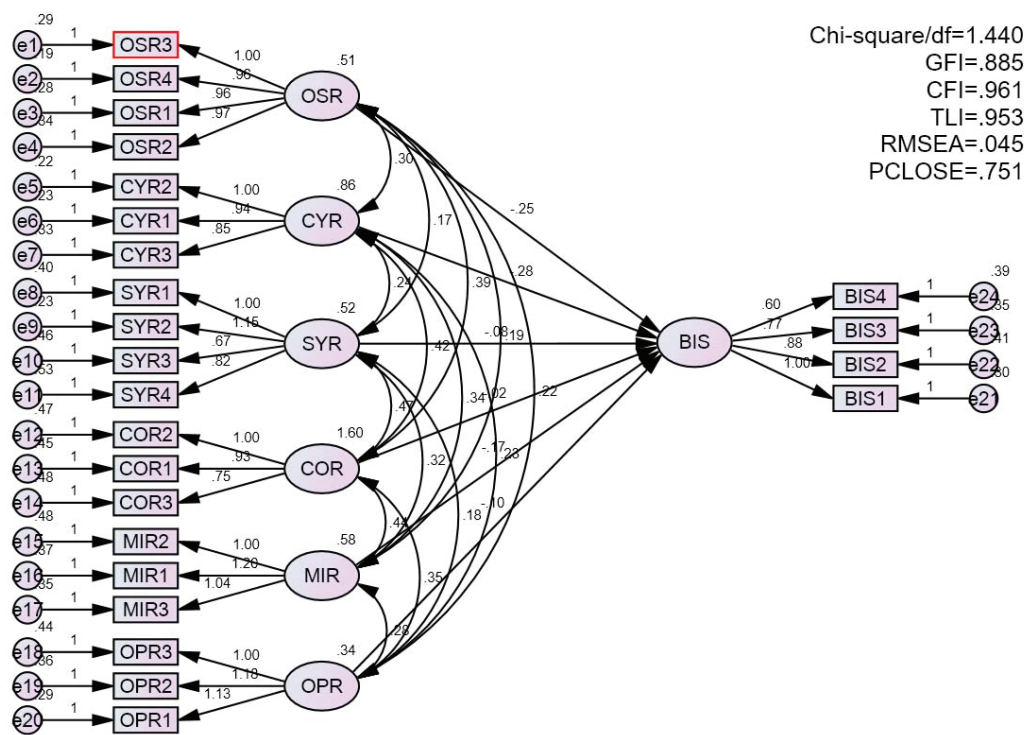 Chi-square/df=1.440
GFI=.885
CFI=.961
TLI=.953
RMSEA=.045
PCLOSE=.751
.29
e1 1 OSR3
.19
e2 1 OSR4
.28
e3 1 OSR1
.34
e4 1 OSR2
1.00
.96
.96
.97
.51
OSR
.22
e5 1 CYR2
.23
e6 1 CYR1
.33
e7 1 CYR3
1.00
.94
.85
.86
CYR
.40
e8 1 SYR1
.23
e9 1 SYR2
.46
e10 1 SYR3
.53
e11 1 SYR4
1.00
1.15
.67
.82
.52
SYR
.47
e12 1 COR2
.45
e13 1 COR1
.48
e14 1 COR3
1.00
.93
.75
1.60
COR
.48
e15 1 MIR2
.37
e16 1 MIR1
.35
e17 1 MIR3
1.00
1.20
1.04
.58
MIR
.44
e18 1 OPR3
.36
e19 1 OPR2
.29
e20 1 OPR1
1.00
1.18
1.13
.34
OPR
.30
.17
.24
.39
.42
.47
.19
.34
.32
.44
.22
.23
.18
.35
.28
-.25
-.28
-.08
-.02
-.17
-.10
BIS
.60
.77
.88
1.00
.39
BIS4 1 e24
.35
BIS3 1 e23
.41
BIS2 1 e22
.30
BIS1 1 e21